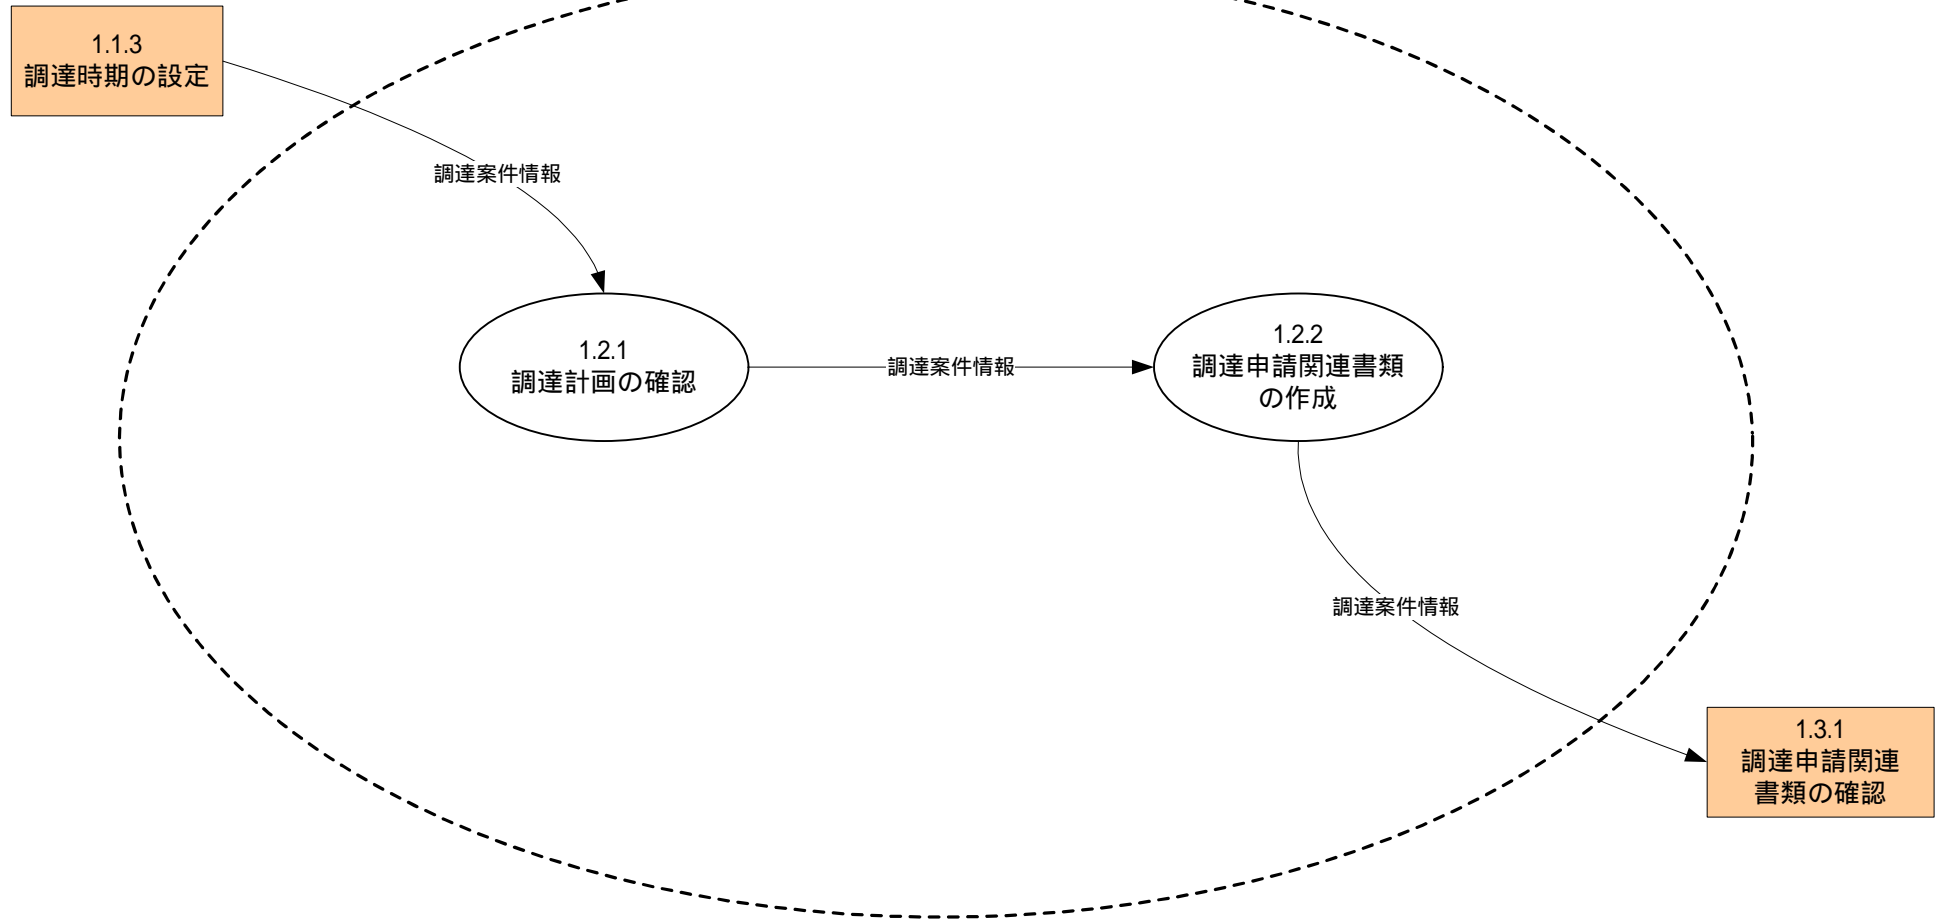 1.1.3
調達時期の設定
調達案件情報
1.2.1
調達計画の確認
調達案件情報
1.2.2
調達申請関連書類
の作成
調達案件情報
1.3.1
調達申請関連
書類の確認